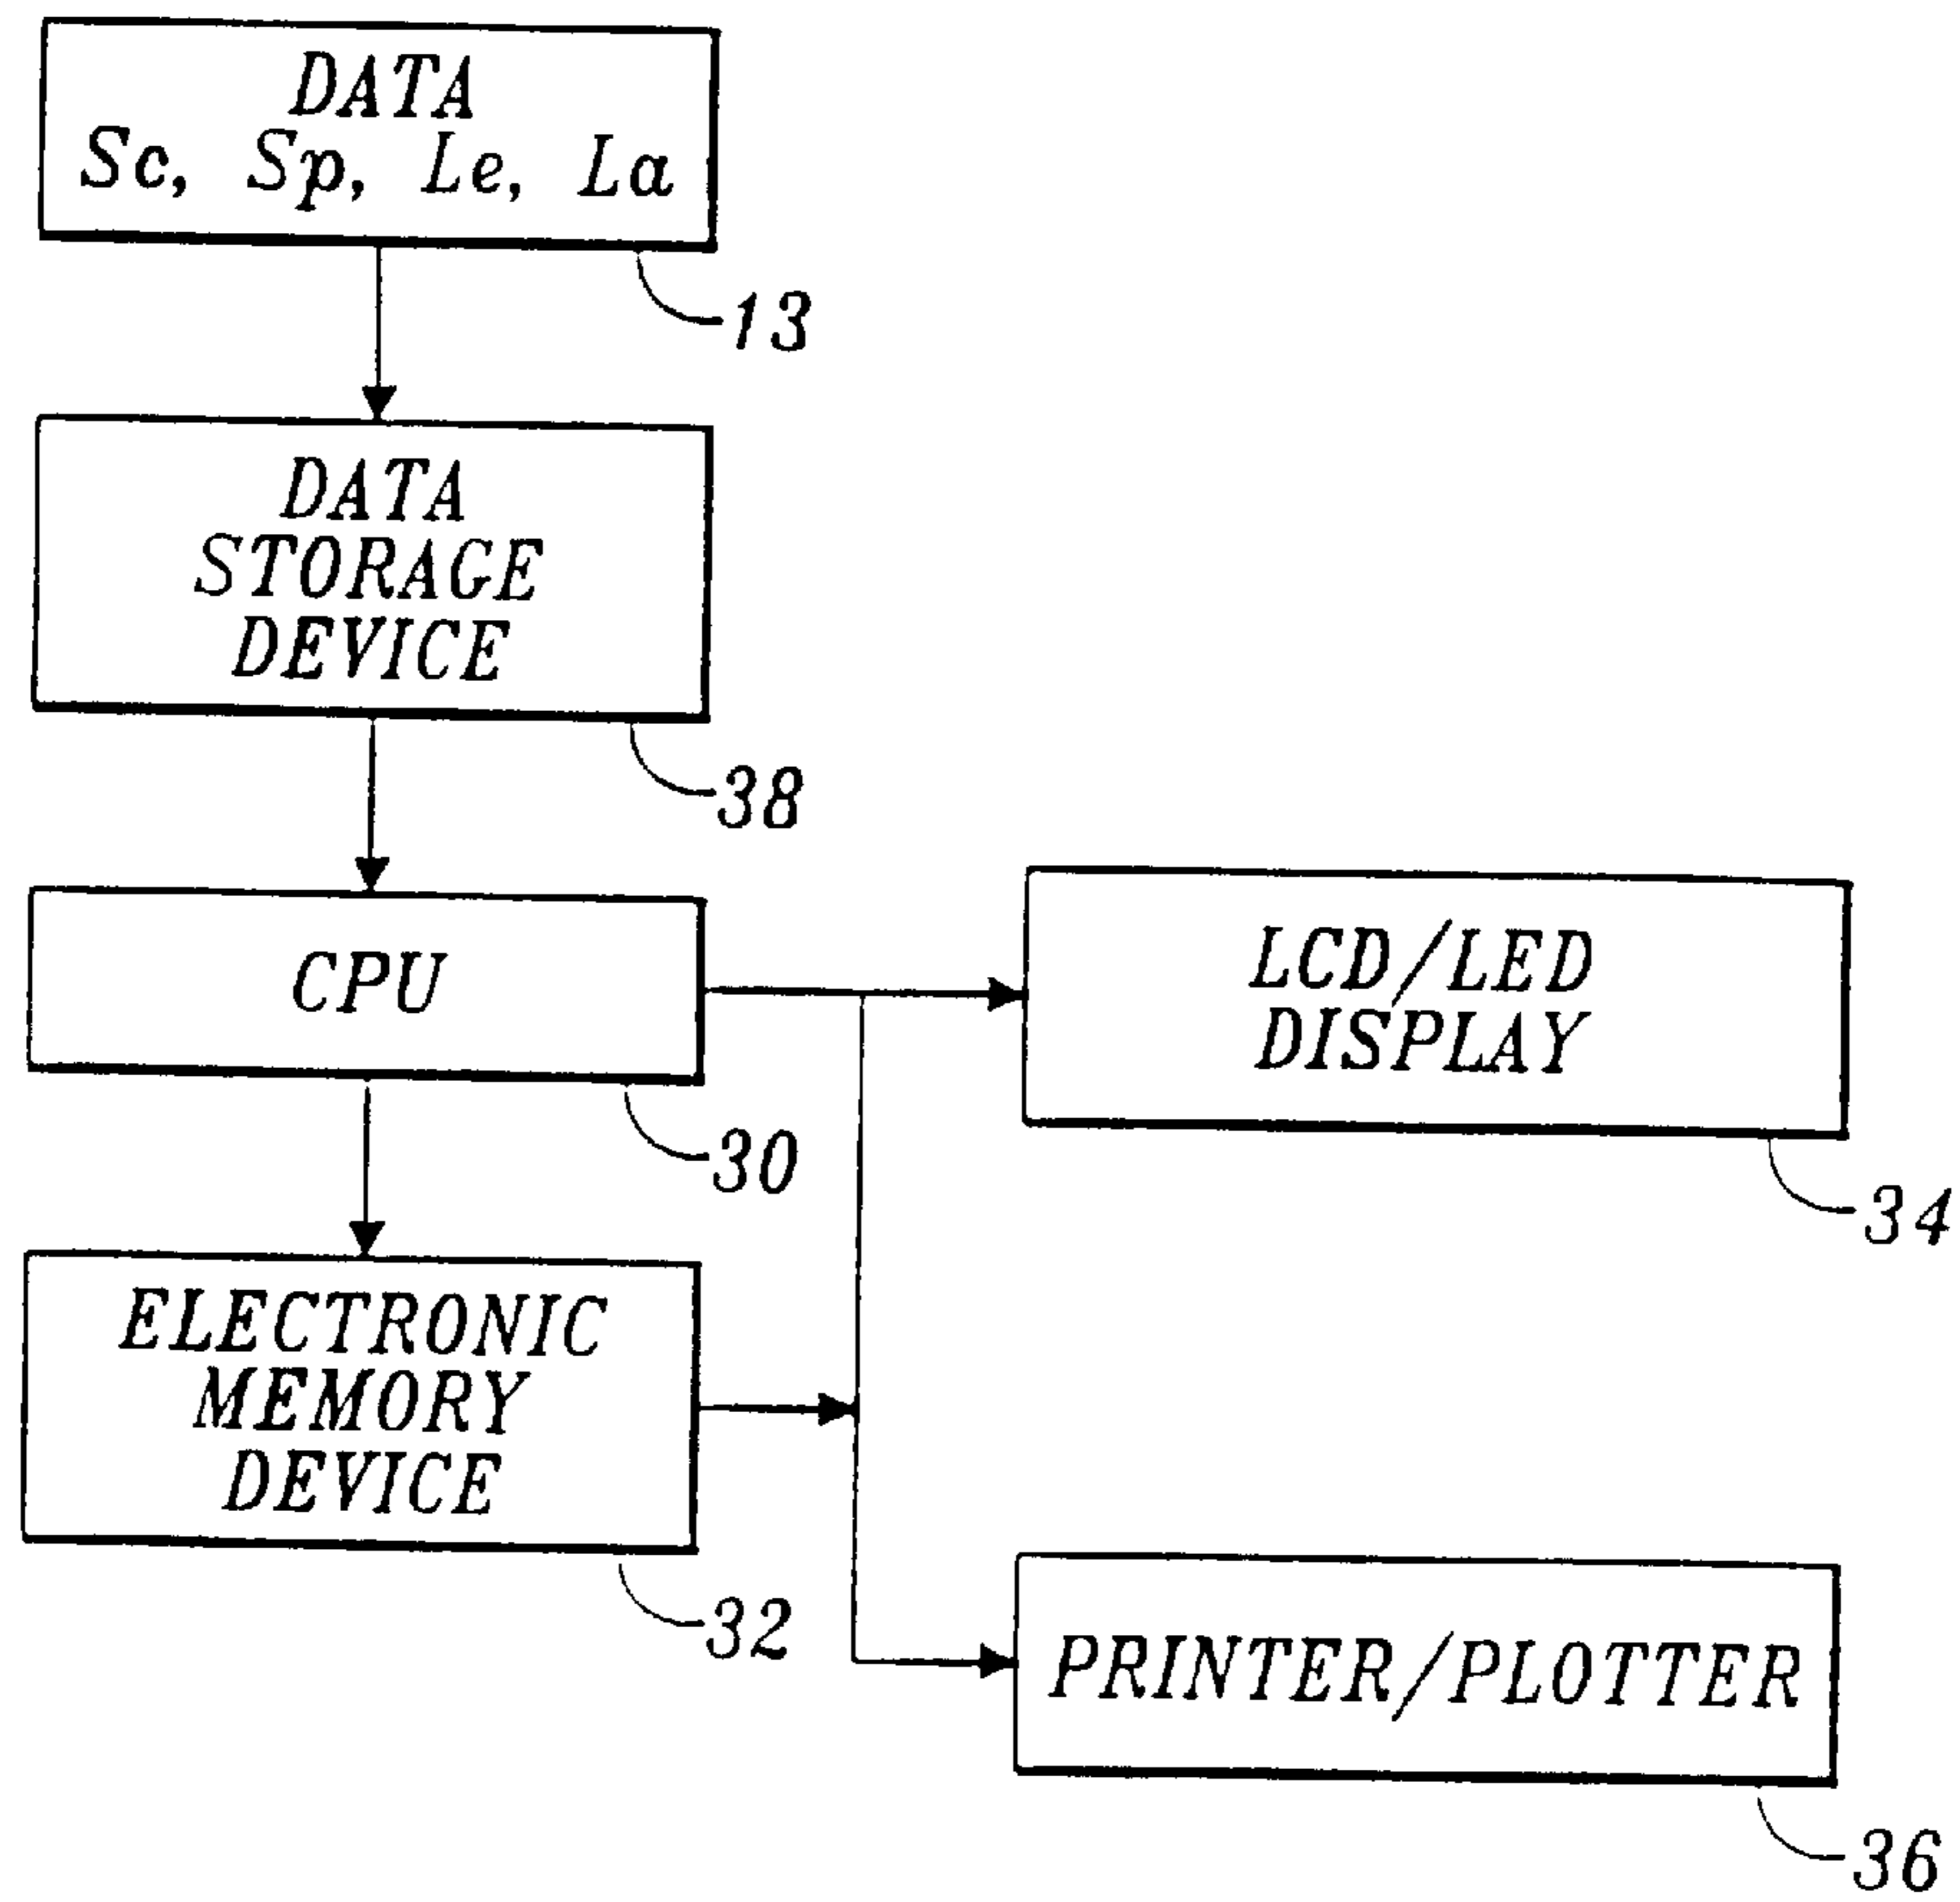 DATA
Sc, Sp, Le, La
13
DATA
STORAGE
DEVICE
38
CPU
30
LCD/LED
DISPLAY
34
ELECTRONIC
MEMORY
DEVICE
32
PRINTER/PLOTTER
36